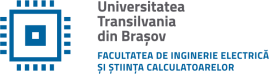 Universitatea
Transilvania
din Brașov
FACULTATEA DE INGINERIE ELECTRICĂ
ȘI ȘTIINȚA CALCULATOARELOR